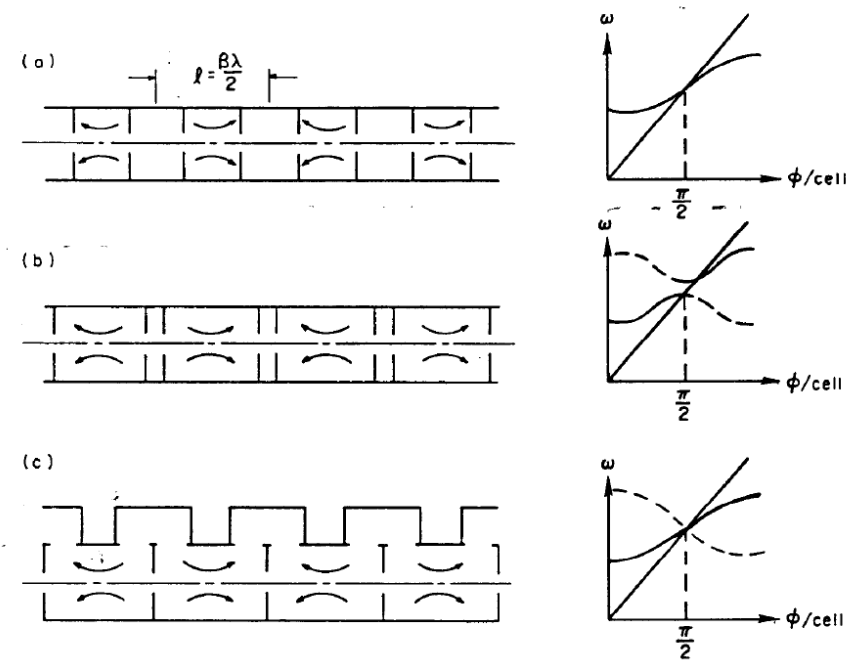 (a)
ℓ = βλ/2
ω
ϕ/cell
π/2
(b)
ω
ϕ/cell
π/2
(c)
ω
ϕ/cell
π/2